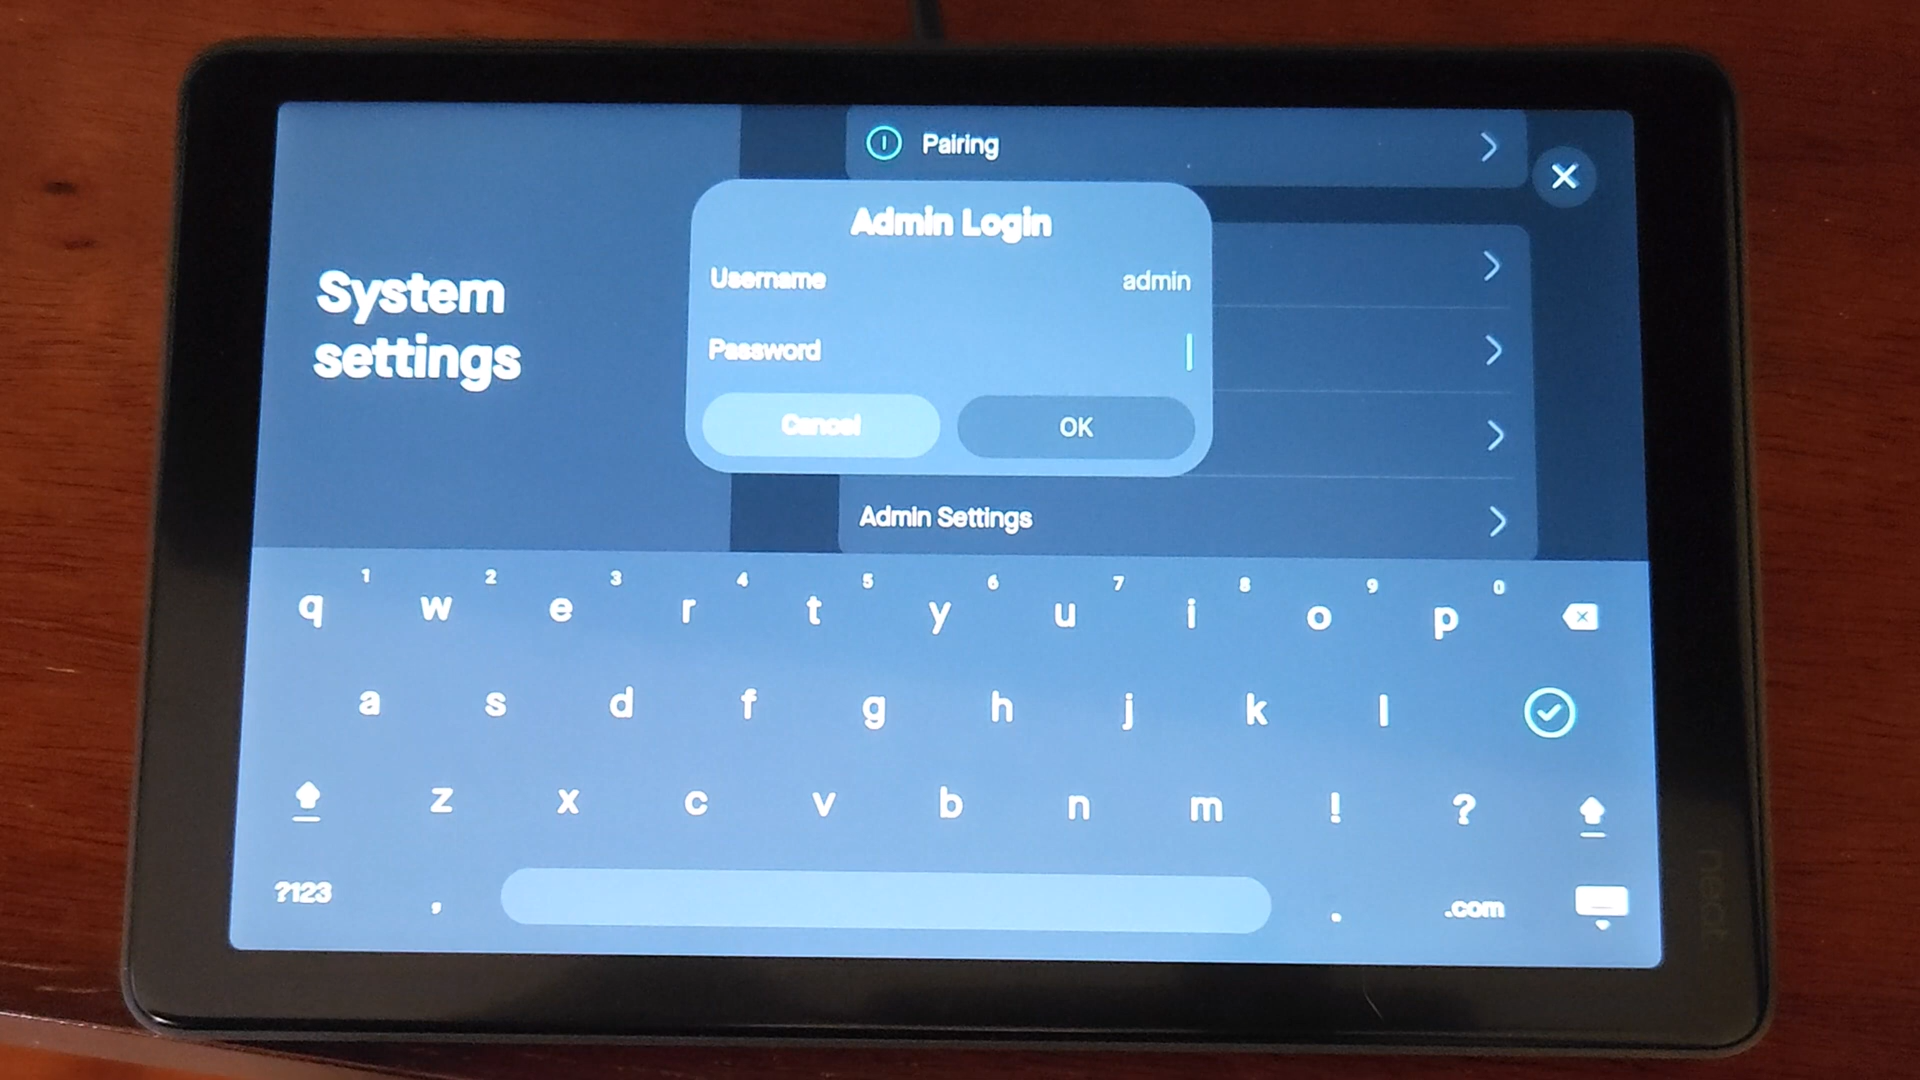 Pairing
Admin Login
Username admin
Password
Cancel OK
System
settings
Admin Settings
1 2 3 4 5 6 7 8 9 0
q w e r t y u i o p
a s d f g h j k l
z x c v b n m ! ?
?123 , . .com
neat